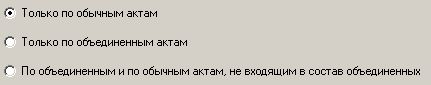 Только по обычным актам
Только по объединенным актам
По объединенным и по обычным актам, не входящим в состав объединенных